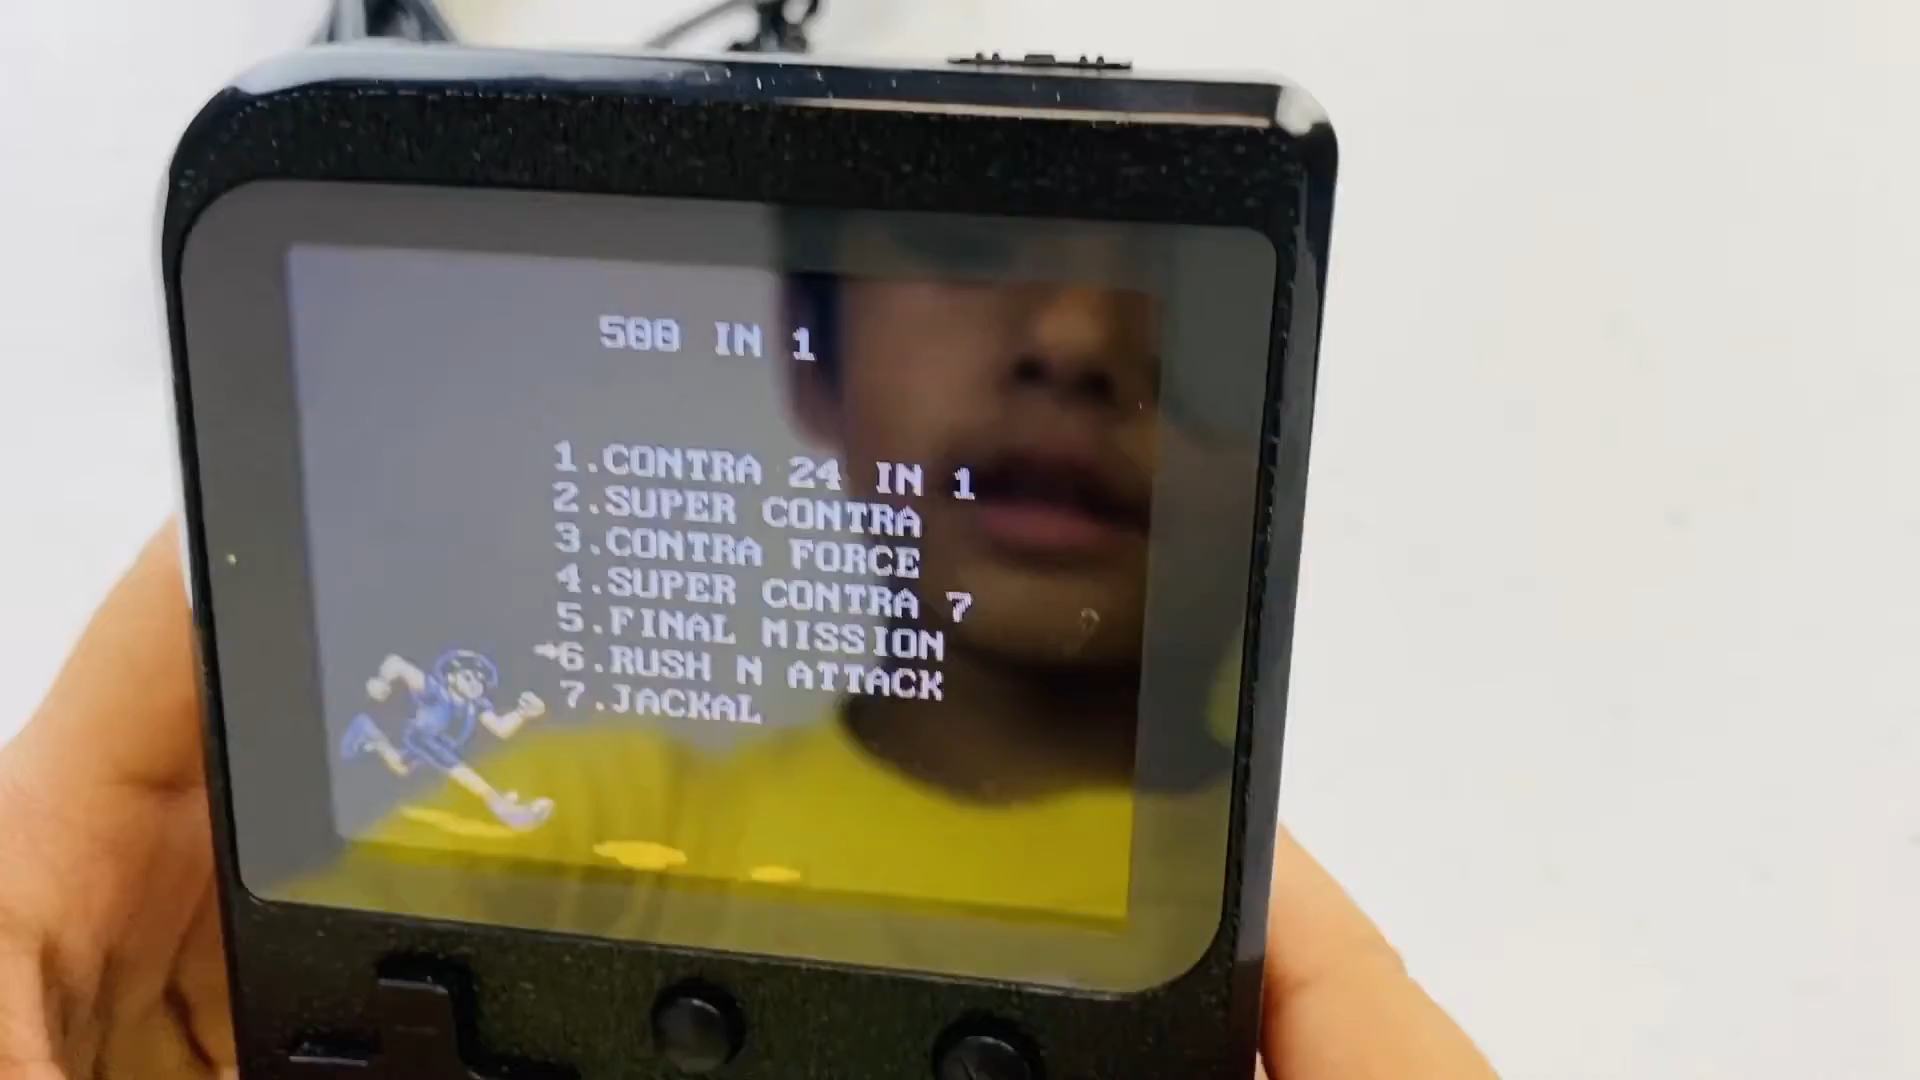 500 IN 1
1.CONTRA 24 IN 1
2.SUPER CONTRA
3.CONTRA FORCE
4.SUPER CONTRA 7
5.FINAL MISSION
6.RUSH N ATTACK
7.JACKAL